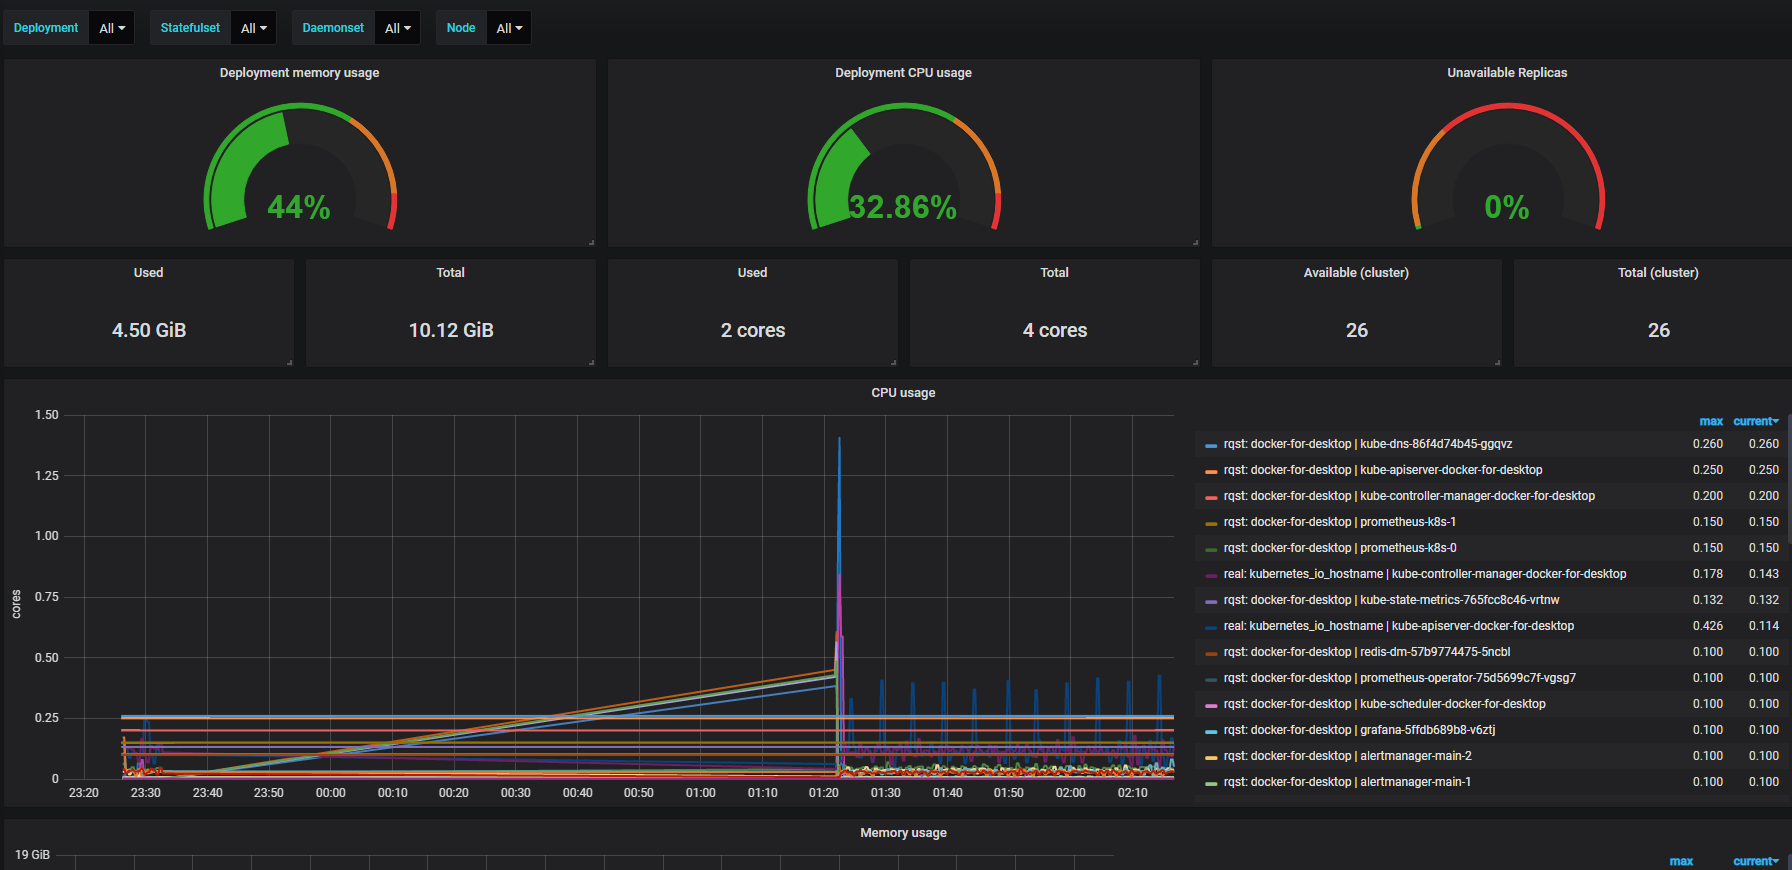 Deployment All Statefulset All Daemonset All Node All
Deployment memory usage
44%
Deployment CPU usage
32.86%
Unavailable Replicas
0%
Used
4.50 GiB
Total
10.12 GiB
Used
2 cores
Total
4 cores
Available (cluster)
26
Total (cluster)
26
CPU usage
cores
1.50
1.25
1.00
0.75
0.50
0.25
0
23:20 23:30 23:40 23:50 00:00 00:10 00:20 00:30 00:40 00:50 01:00 01:10 01:20 01:30 01:40 01:50 02:00 02:10
max current
rqst: docker-for-desktop | kube-dns-86f4d74b45-ggqvz 0.260 0.260
rqst: docker-for-desktop | kube-apiserver-docker-for-desktop 0.250 0.250
rqst: docker-for-desktop | kube-controller-manager-docker-for-desktop 0.200 0.200
rqst: docker-for-desktop | prometheus-k8s-1 0.150 0.150
rqst: docker-for-desktop | prometheus-k8s-0 0.150 0.150
real: kubernetes_io_hostname | kube-controller-manager-docker-for-desktop 0.178 0.143
rqst: docker-for-desktop | kube-state-metrics-765fcc8c46-vrtnw 0.132 0.132
real: kubernetes_io_hostname | kube-apiserver-docker-for-desktop 0.426 0.114
rqst: docker-for-desktop | redis-dm-57b9774475-5ncbl 0.100 0.100
rqst: docker-for-desktop | prometheus-operator-75d5699c7f-vgsg7 0.100 0.100
rqst: docker-for-desktop | kube-scheduler-docker-for-desktop 0.100 0.100
rqst: docker-for-desktop | grafana-5ffdb689b8-v6ztj 0.100 0.100
rqst: docker-for-desktop | alertmanager-main-2 0.100 0.100
rqst: docker-for-desktop | alertmanager-main-1 0.100 0.100
Memory usage
19 GiB
max current